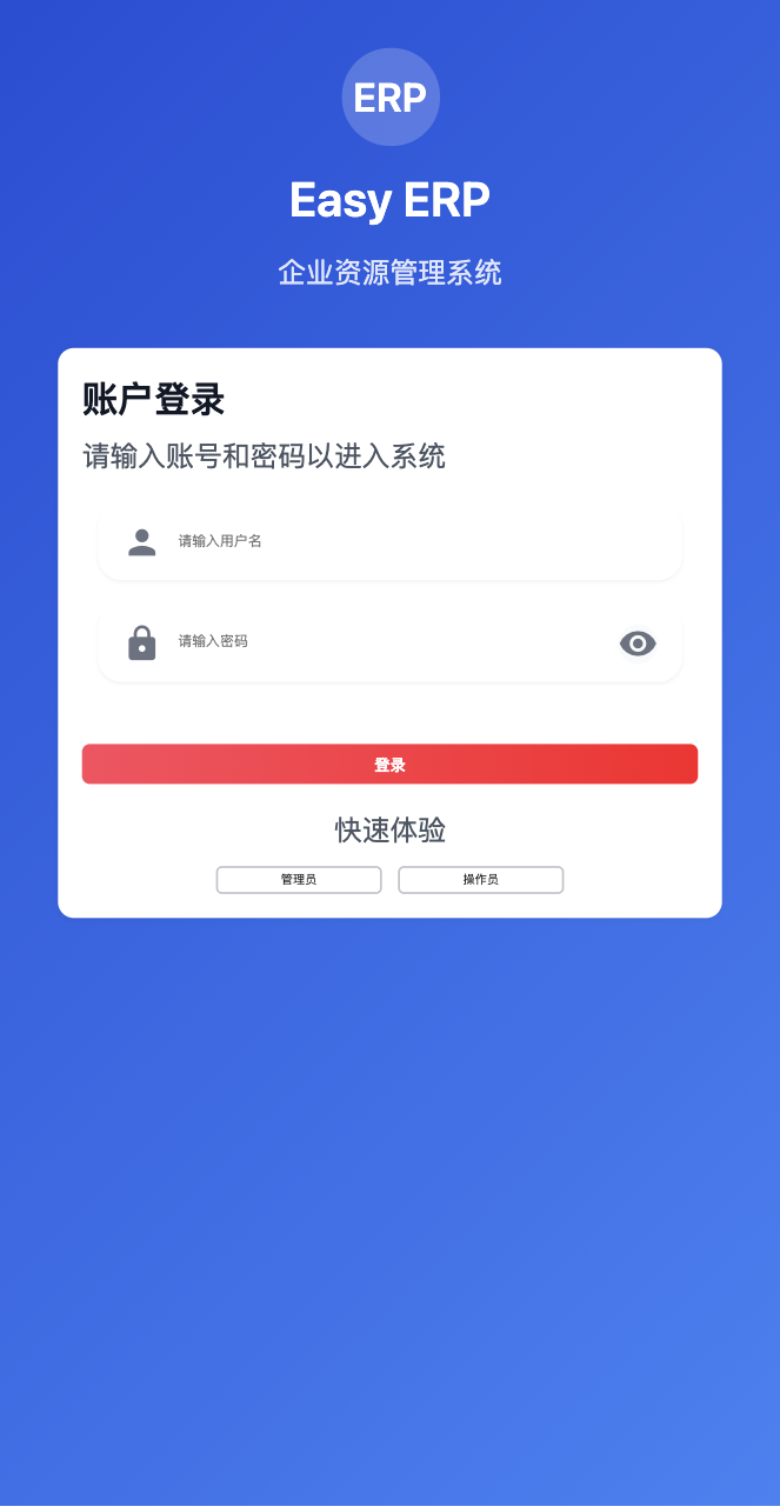 ERP
Easy ERP
企业资源管理系统
账户登录
请输入账号和密码以进入系统
请输入用户名
请输入密码
登录
快速体验
管理员
操作员